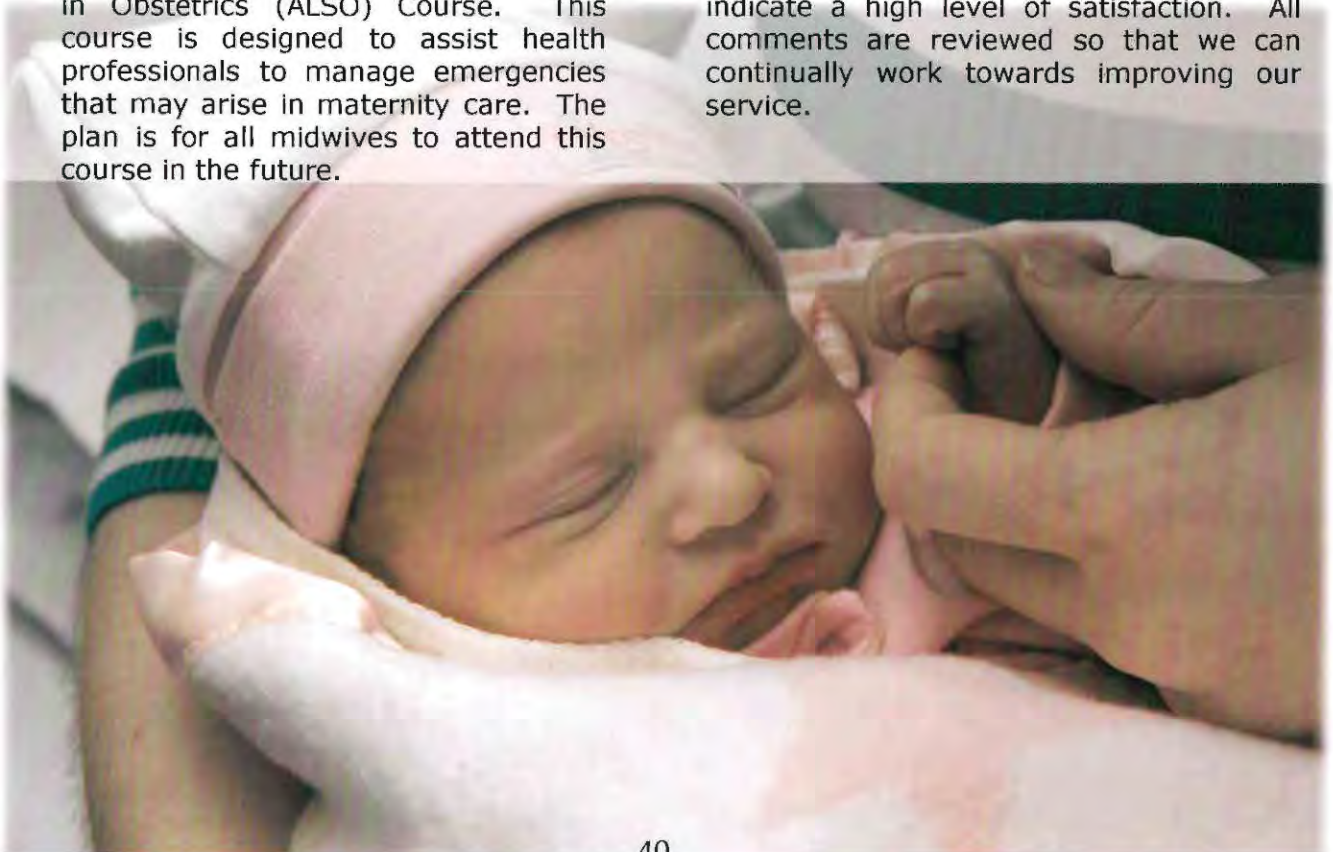 in Obstetrics (ALSO) Course. This
course is designed to assist health
professionals to manage emergencies
that may arise in maternity care. The
plan is for all midwives to attend this
course in the future.
indicate a high level of satisfaction. All
comments are reviewed so that we can
continually work towards improving our
service.
40